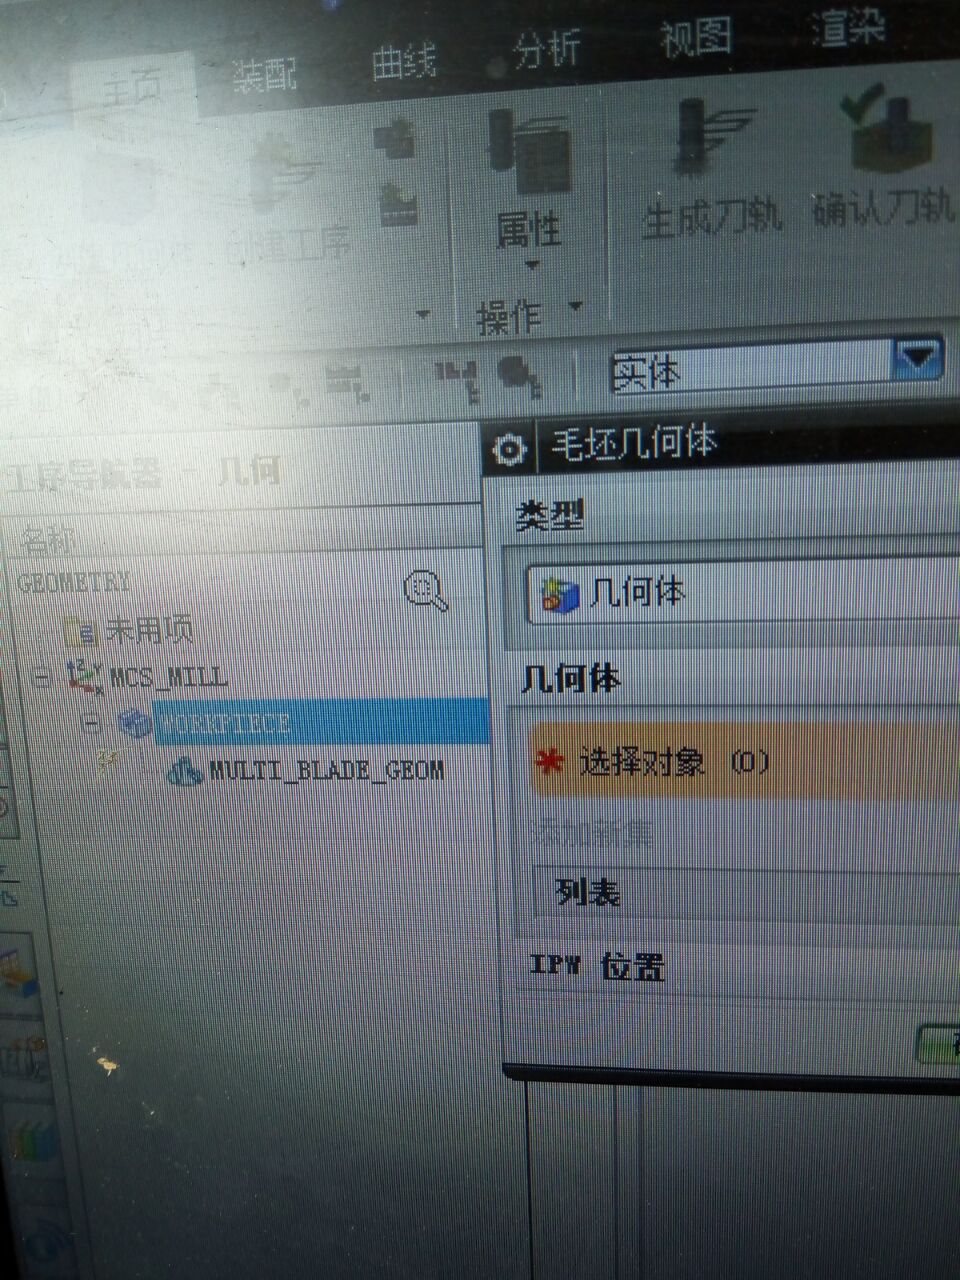 主页 装配 曲线 分析 视图 渲染
属性 生成刀轨 确认刀轨
操作
实体
工序导航器 - 几何
毛坯几何体
名称
类型
GEOMETRY
几何体
未用项
MCS_MILL
几何体
WORKPIECE
选择对象 (0)
MULTI_BLADE_GEOM
添加新集
列表
IPW 位置